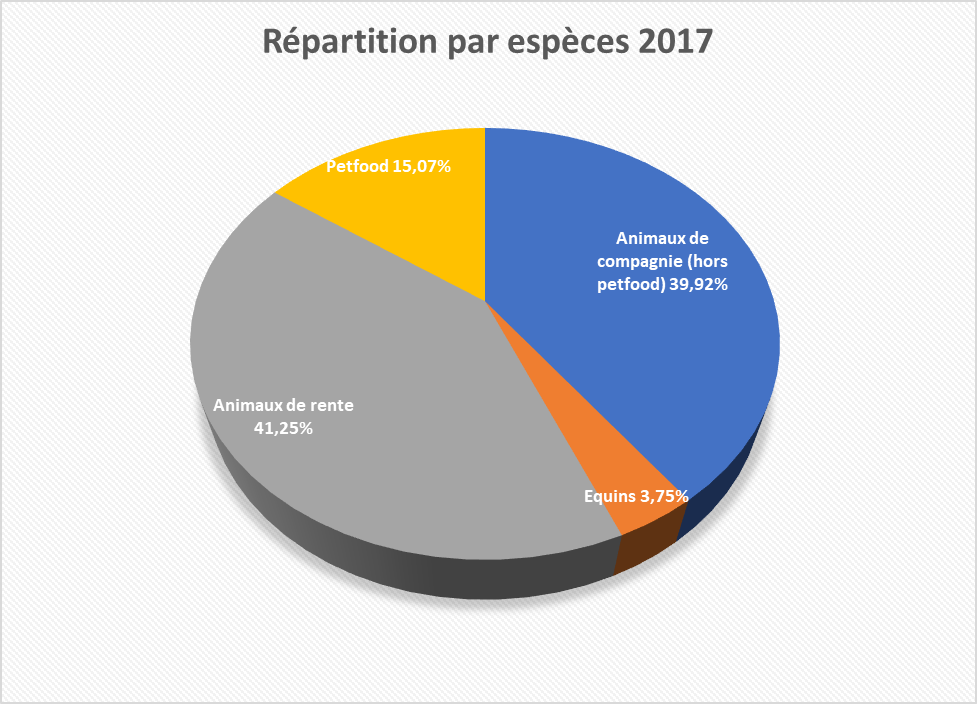 Répartition par espèces 2017
Petfood 15,07%
Animaux de
compagnie (hors
petfood) 39,92%
Animaux de rente
41,25%
Equins 3,75%